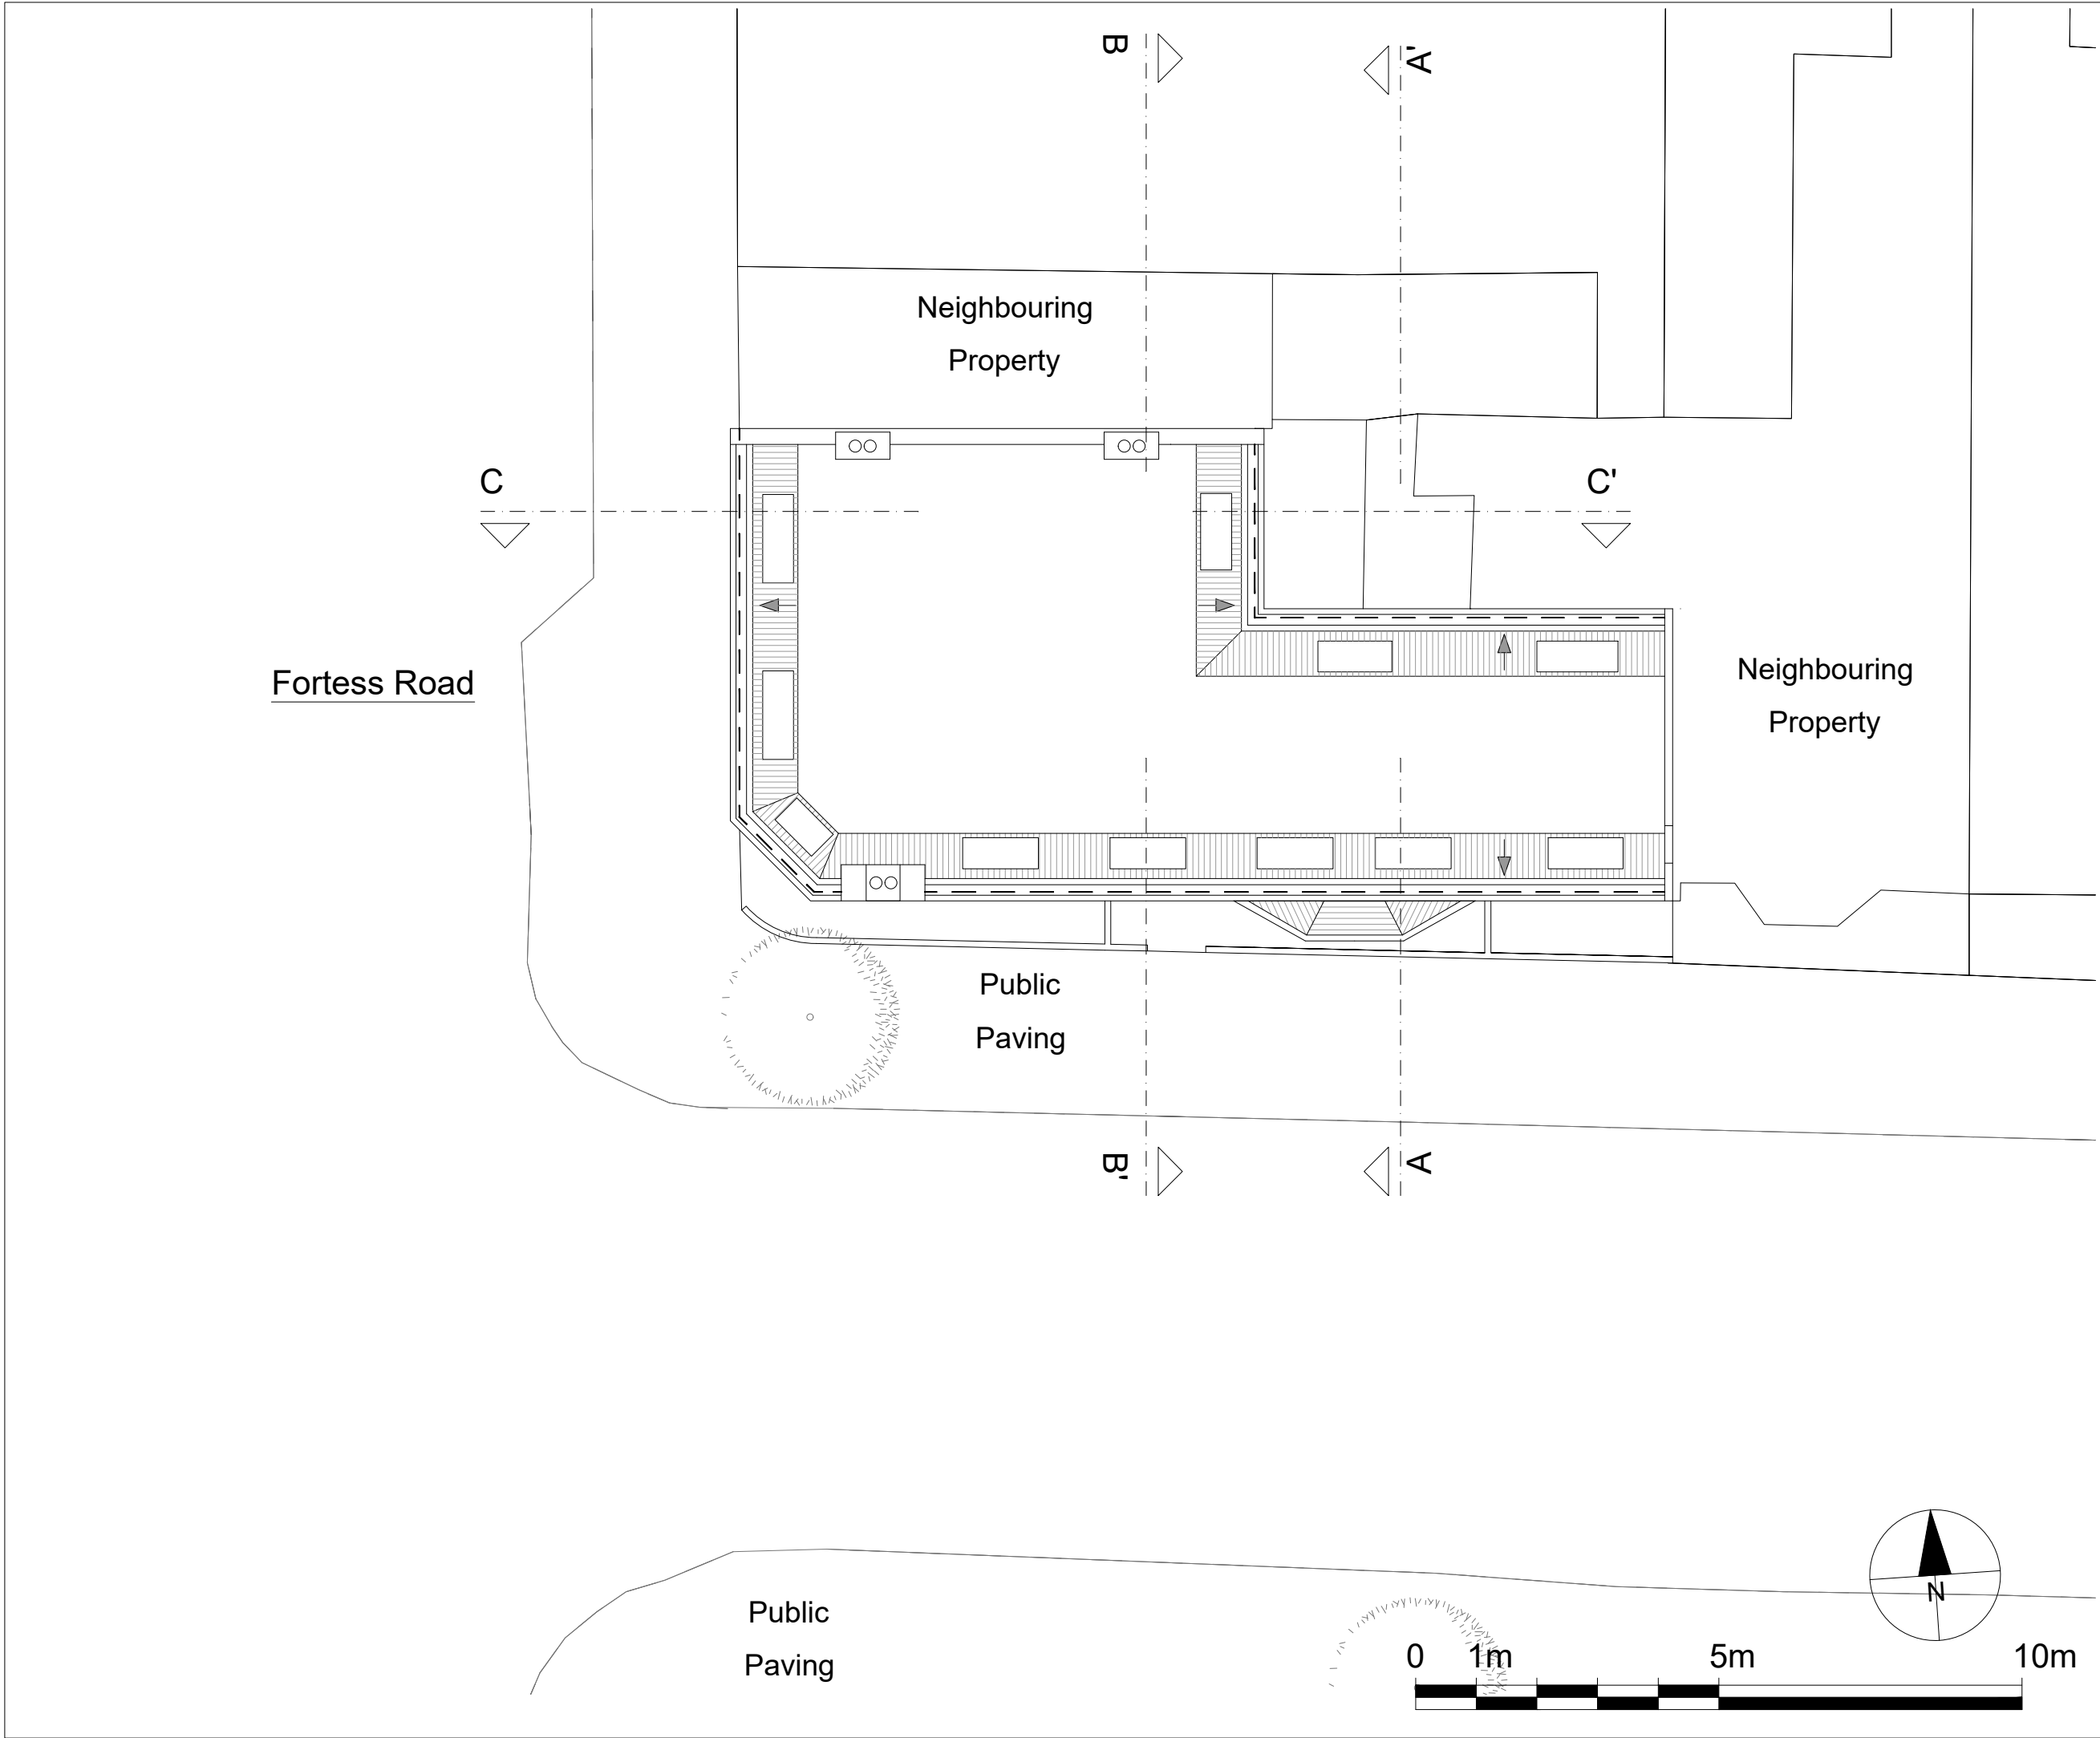 B
A'
Neighbouring
Property
C
C'
Fortess Road
Neighbouring
Property
Public
Paving
B'
A
N
Public
Paving
0 1m 5m 10m